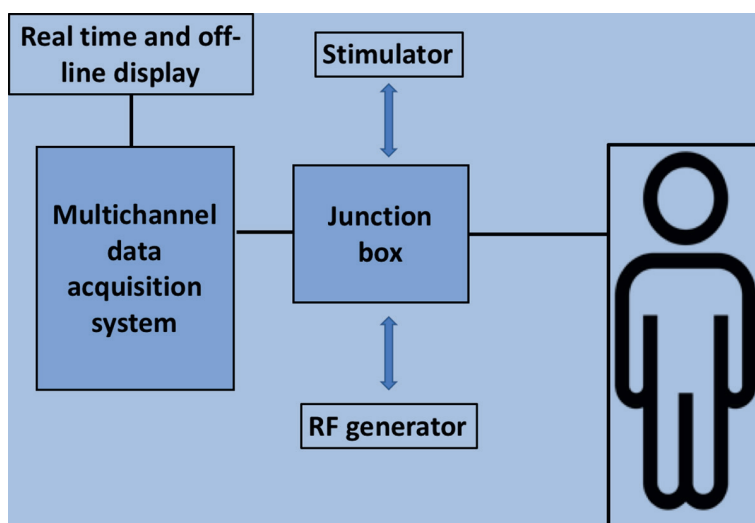 Real time and off-
line display
Stimulator
Multichannel
data
acquisition
system
Junction
box
RF generator